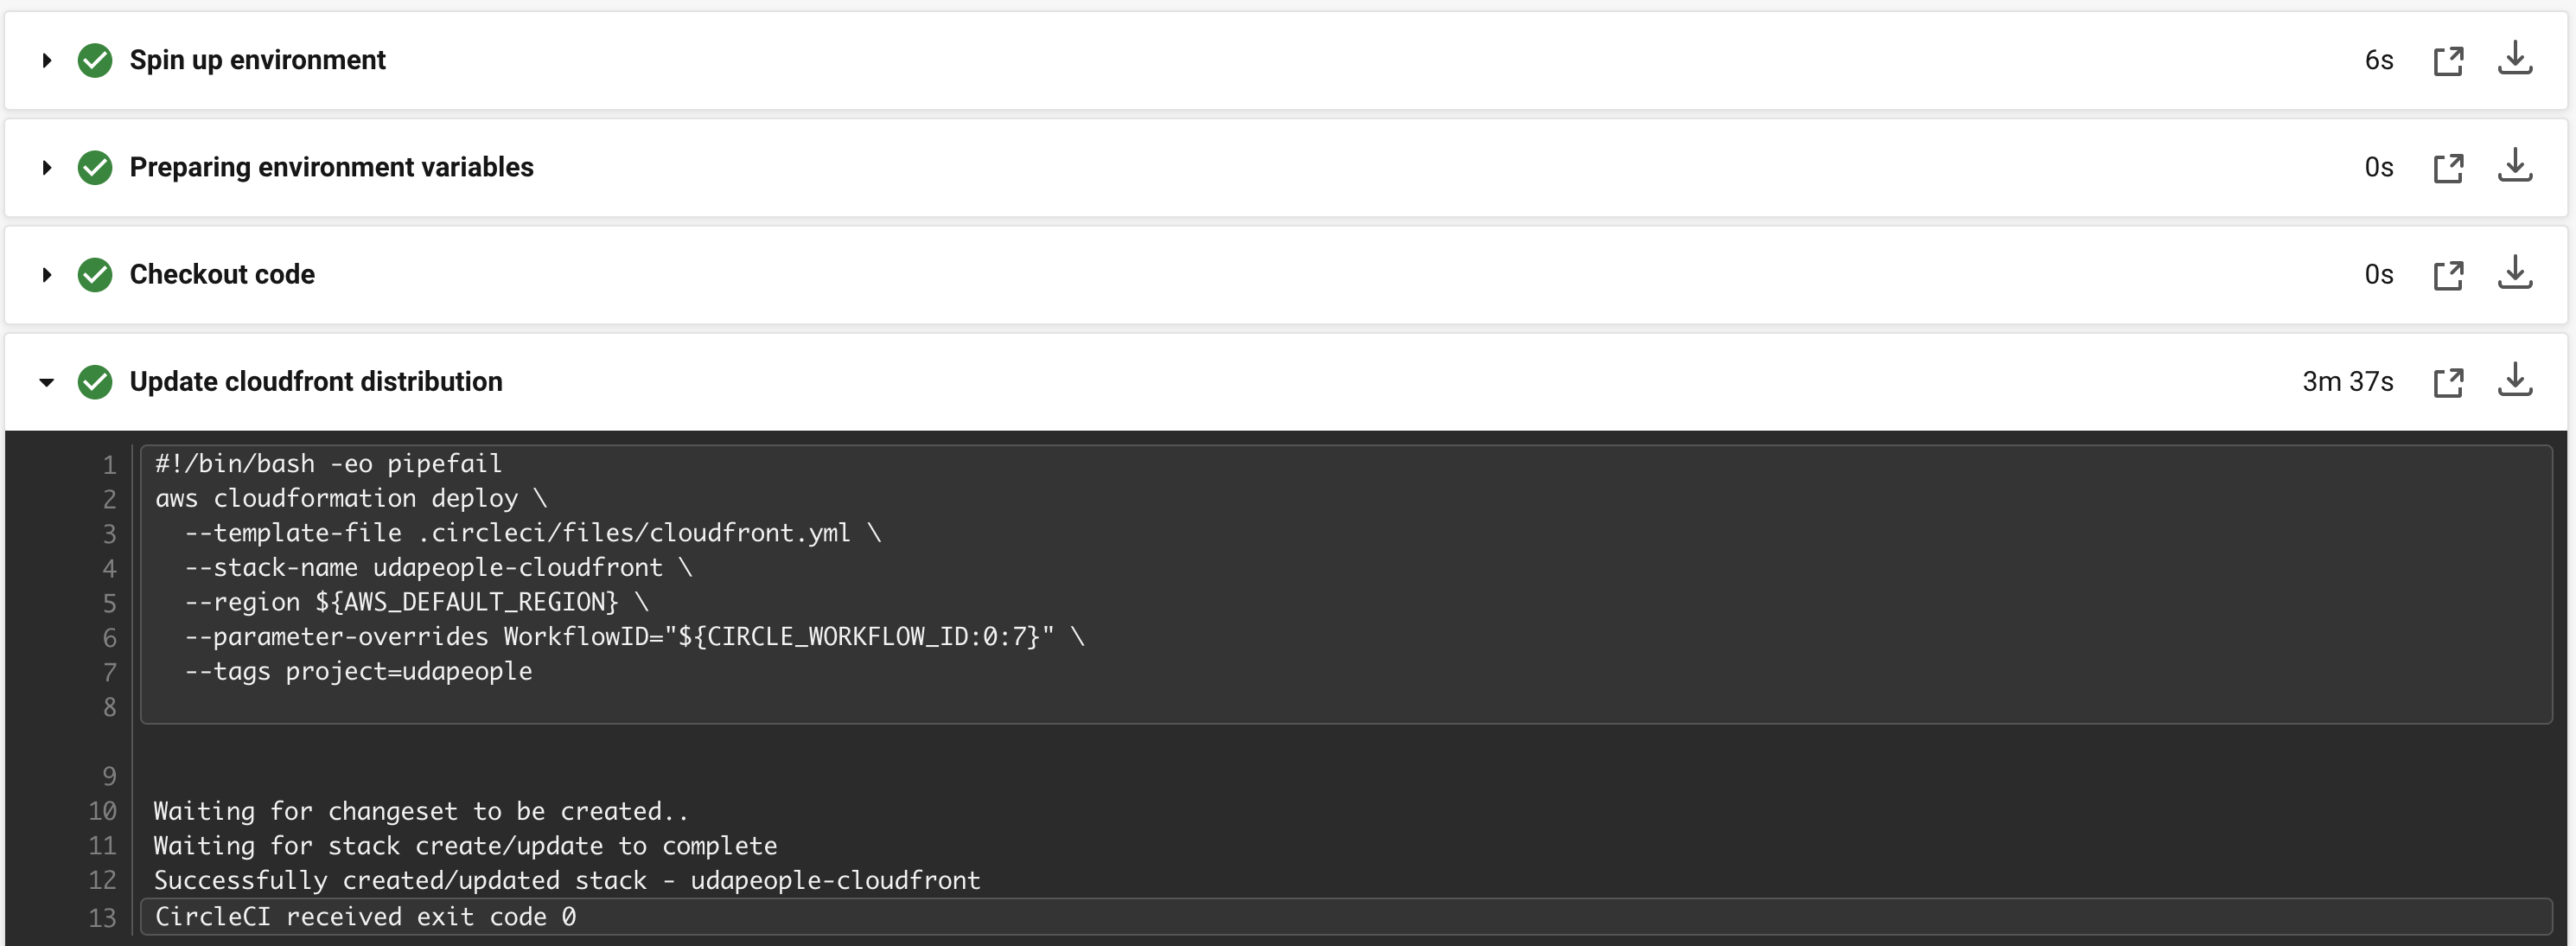 Spin up environment 6s
Preparing environment variables 0s
Checkout code 0s
Update cloudfront distribution 3m 37s
1 #!/bin/bash -eo pipefail
2 aws cloudformation deploy \
3   --template-file .circleci/files/cloudfront.yml \
4   --stack-name udapeople-cloudfront \
5   --region ${AWS_DEFAULT_REGION} \
6   --parameter-overrides WorkflowID="${CIRCLE_WORKFLOW_ID:0:7}" \
7   --tags project=udapeople
8
9
10 Waiting for changeset to be created..
11 Waiting for stack create/update to complete
12 Successfully created/updated stack - udapeople-cloudfront
13 CircleCI received exit code 0